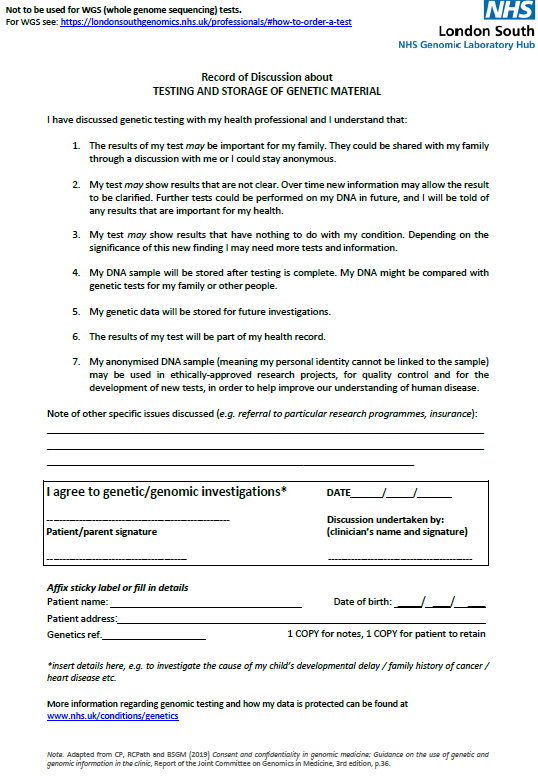 Not to be used for WGS (whole genome sequencing) tests.
For WGS see: https://londonsouthgenomics.nhs.uk/professionals/#how-to-order-a-test
NHS
London South
NHS Genomic Laboratory Hub
Record of Discussion about
TESTING AND STORAGE OF GENETIC MATERIAL
I have discussed genetic testing with my health professional and I understand that:
1. The results of my test may be important for my family. They could be shared with my family
through a discussion with me or I could stay anonymous.
2. My test may show results that are not clear. Over time new information may allow the result
to be clarified. Further tests could be performed on my DNA in future, and I will be told of
any results that are important for my health.
3. My test may show results that have nothing to do with my condition. Depending on the
significance of this new finding I may need more tests and information.
4. My DNA sample will be stored after testing is complete. My DNA might be compared with
genetic tests for my family or other people.
5. My genetic data will be stored for future investigations.
6. The results of my test will be part of my health record.
7. My anonymised DNA sample (meaning my personal identity cannot be linked to the sample)
may be used in ethically-approved research projects, for quality control and for the
development of new tests, in order to help improve our understanding of human disease.
Note of other specific issues discussed (e.g. referral to particular research programmes, insurance):
I agree to genetic/genomic investigations* DATE_____/_____/______
Discussion undertaken by:
Patient/parent signature (clinician's name and signature)
Affix sticky label or fill in details
Patient name: Date of birth: ____/____/____
Patient address:
Genetics ref. 1 COPY for notes, 1 COPY for patient to retain
*insert details here, e.g. to investigate the cause of my child's developmental delay / family history of cancer /
heart disease etc.
More information regarding genomic testing and how my data is protected can be found at
www.nhs.uk/conditions/genetics
Note. Adapted from CP, RCPath and BSGM (2019) Consent and confidentiality in genomic medicine: Guidance on the use of genetic and
genomic information in the clinic, Report of the Joint Committee on Genomics in Medicine, 3rd edition, p.36.